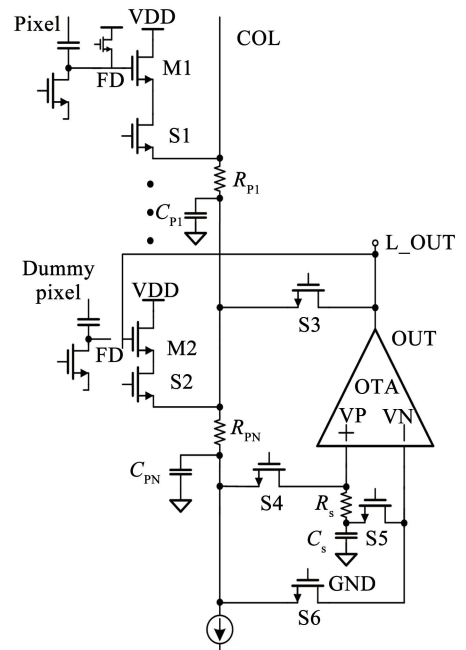 Pixel
VDD
COL
M1
FD
S1
R_P1
C_P1
L_OUT
Dummy
pixel
VDD
S3
OUT
FD
M2
S2
OTA
VP
VN
+
−
R_PN
C_PN
S4
R_s
S5
C_s
GND
S6